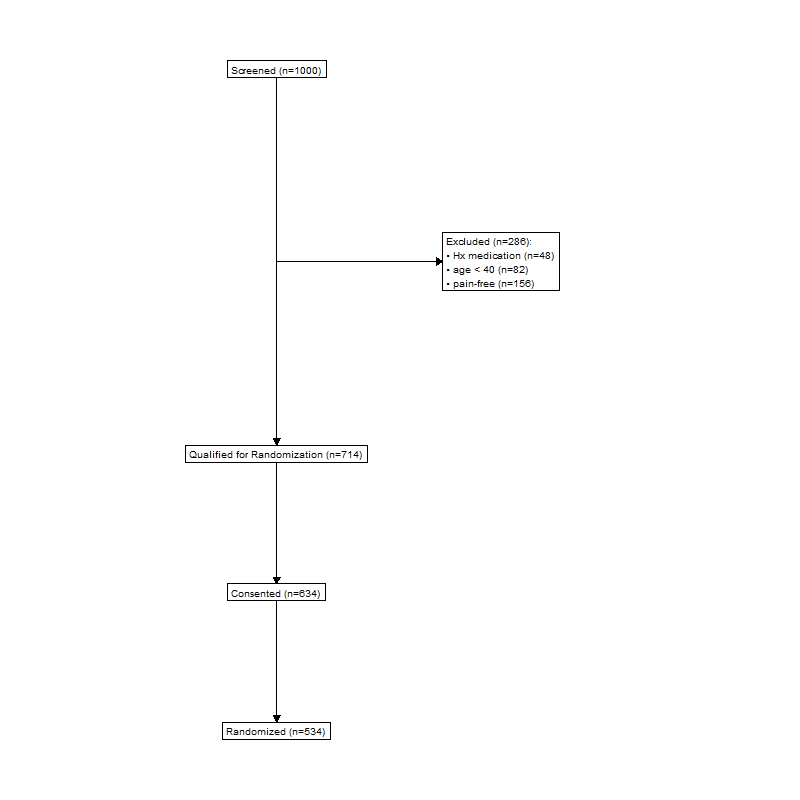 Screened (n=1000)
Excluded (n=286):
• Hx medication (n=48)
• age < 40 (n=82)
• pain-free (n=156)
Qualified for Randomization (n=714)
Consented (n=634)
Randomized (n=534)